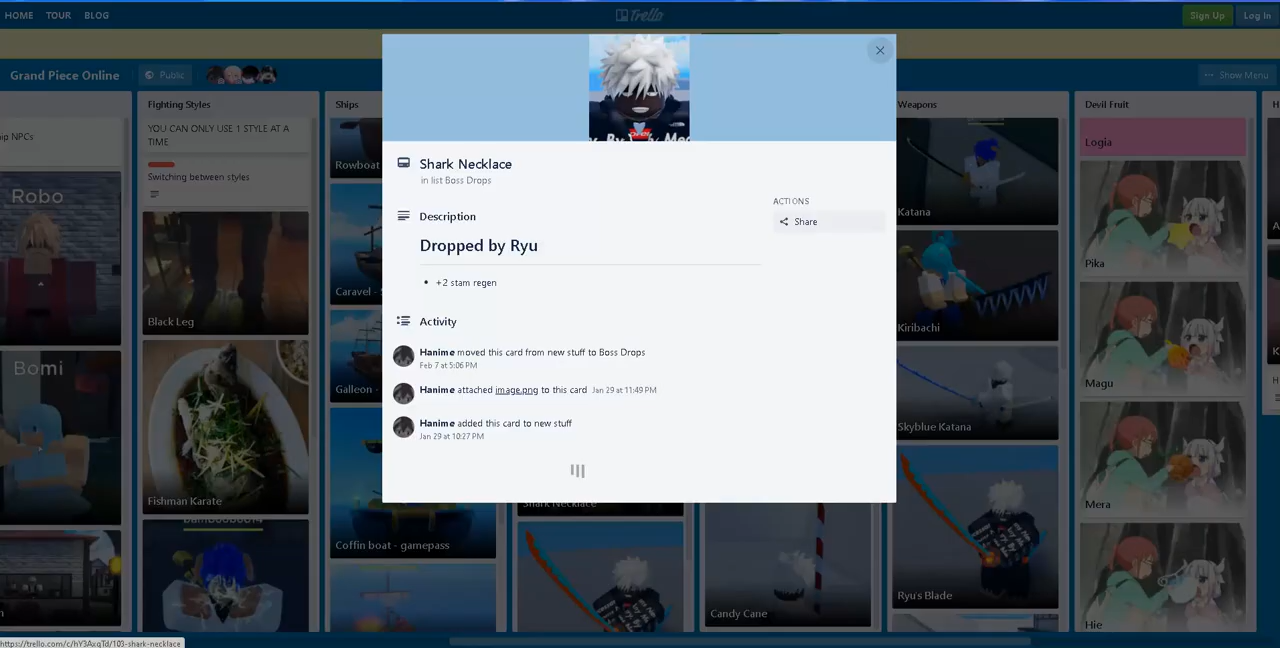 HOME TOUR BLOG
Trello
Sign Up Log In
Grand Piece Online
Public
Show Menu
ip NPCs
Robo
Bomi
Fighting Styles
YOU CAN ONLY USE 1 STYLE AT A
TIME
Switching between styles
Black Leg
Fishman Karate
bamboobob14
Ships
Rowboat
Caravel -
Galleon -
Coffin boat - gamepass
Shark Necklace
in list Boss Drops
Description
Dropped by Ryu
+2 stam regen
Activity
Hanime moved this card from new stuff to Boss Drops
Feb 7 at 5:06 PM
Hanime attached image.png to this card Jan 29 at 11:49 PM
Hanime added this card to new stuff
Jan 29 at 10:27 PM
ACTIONS
Share
Shark Necklace
Candy Cane
Weapons
Katana
Kiribachi
Skyblue Katana
Ryu's Blade
Devil Fruit
Logia
Pika
Magu
Mera
Hie
https://trello.com/c/hY3AxqTd/103-shark-necklace